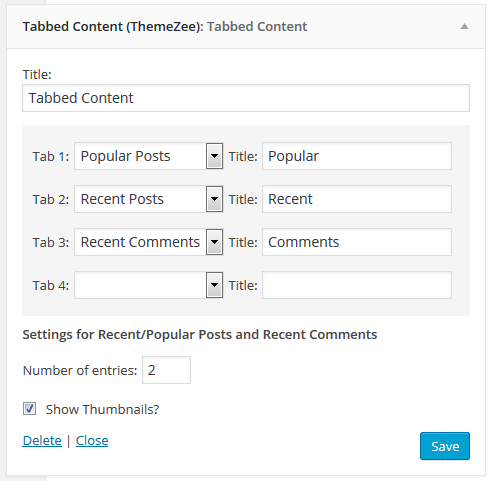 Tabbed Content (ThemeZee): Tabbed Content
Title:
Tabbed Content
Tab 1: Popular Posts Title: Popular
Tab 2: Recent Posts Title: Recent
Tab 3: Recent Comments Title: Comments
Tab 4: Title:
Settings for Recent/Popular Posts and Recent Comments
Number of entries: 2
Show Thumbnails?
Delete | Close Save